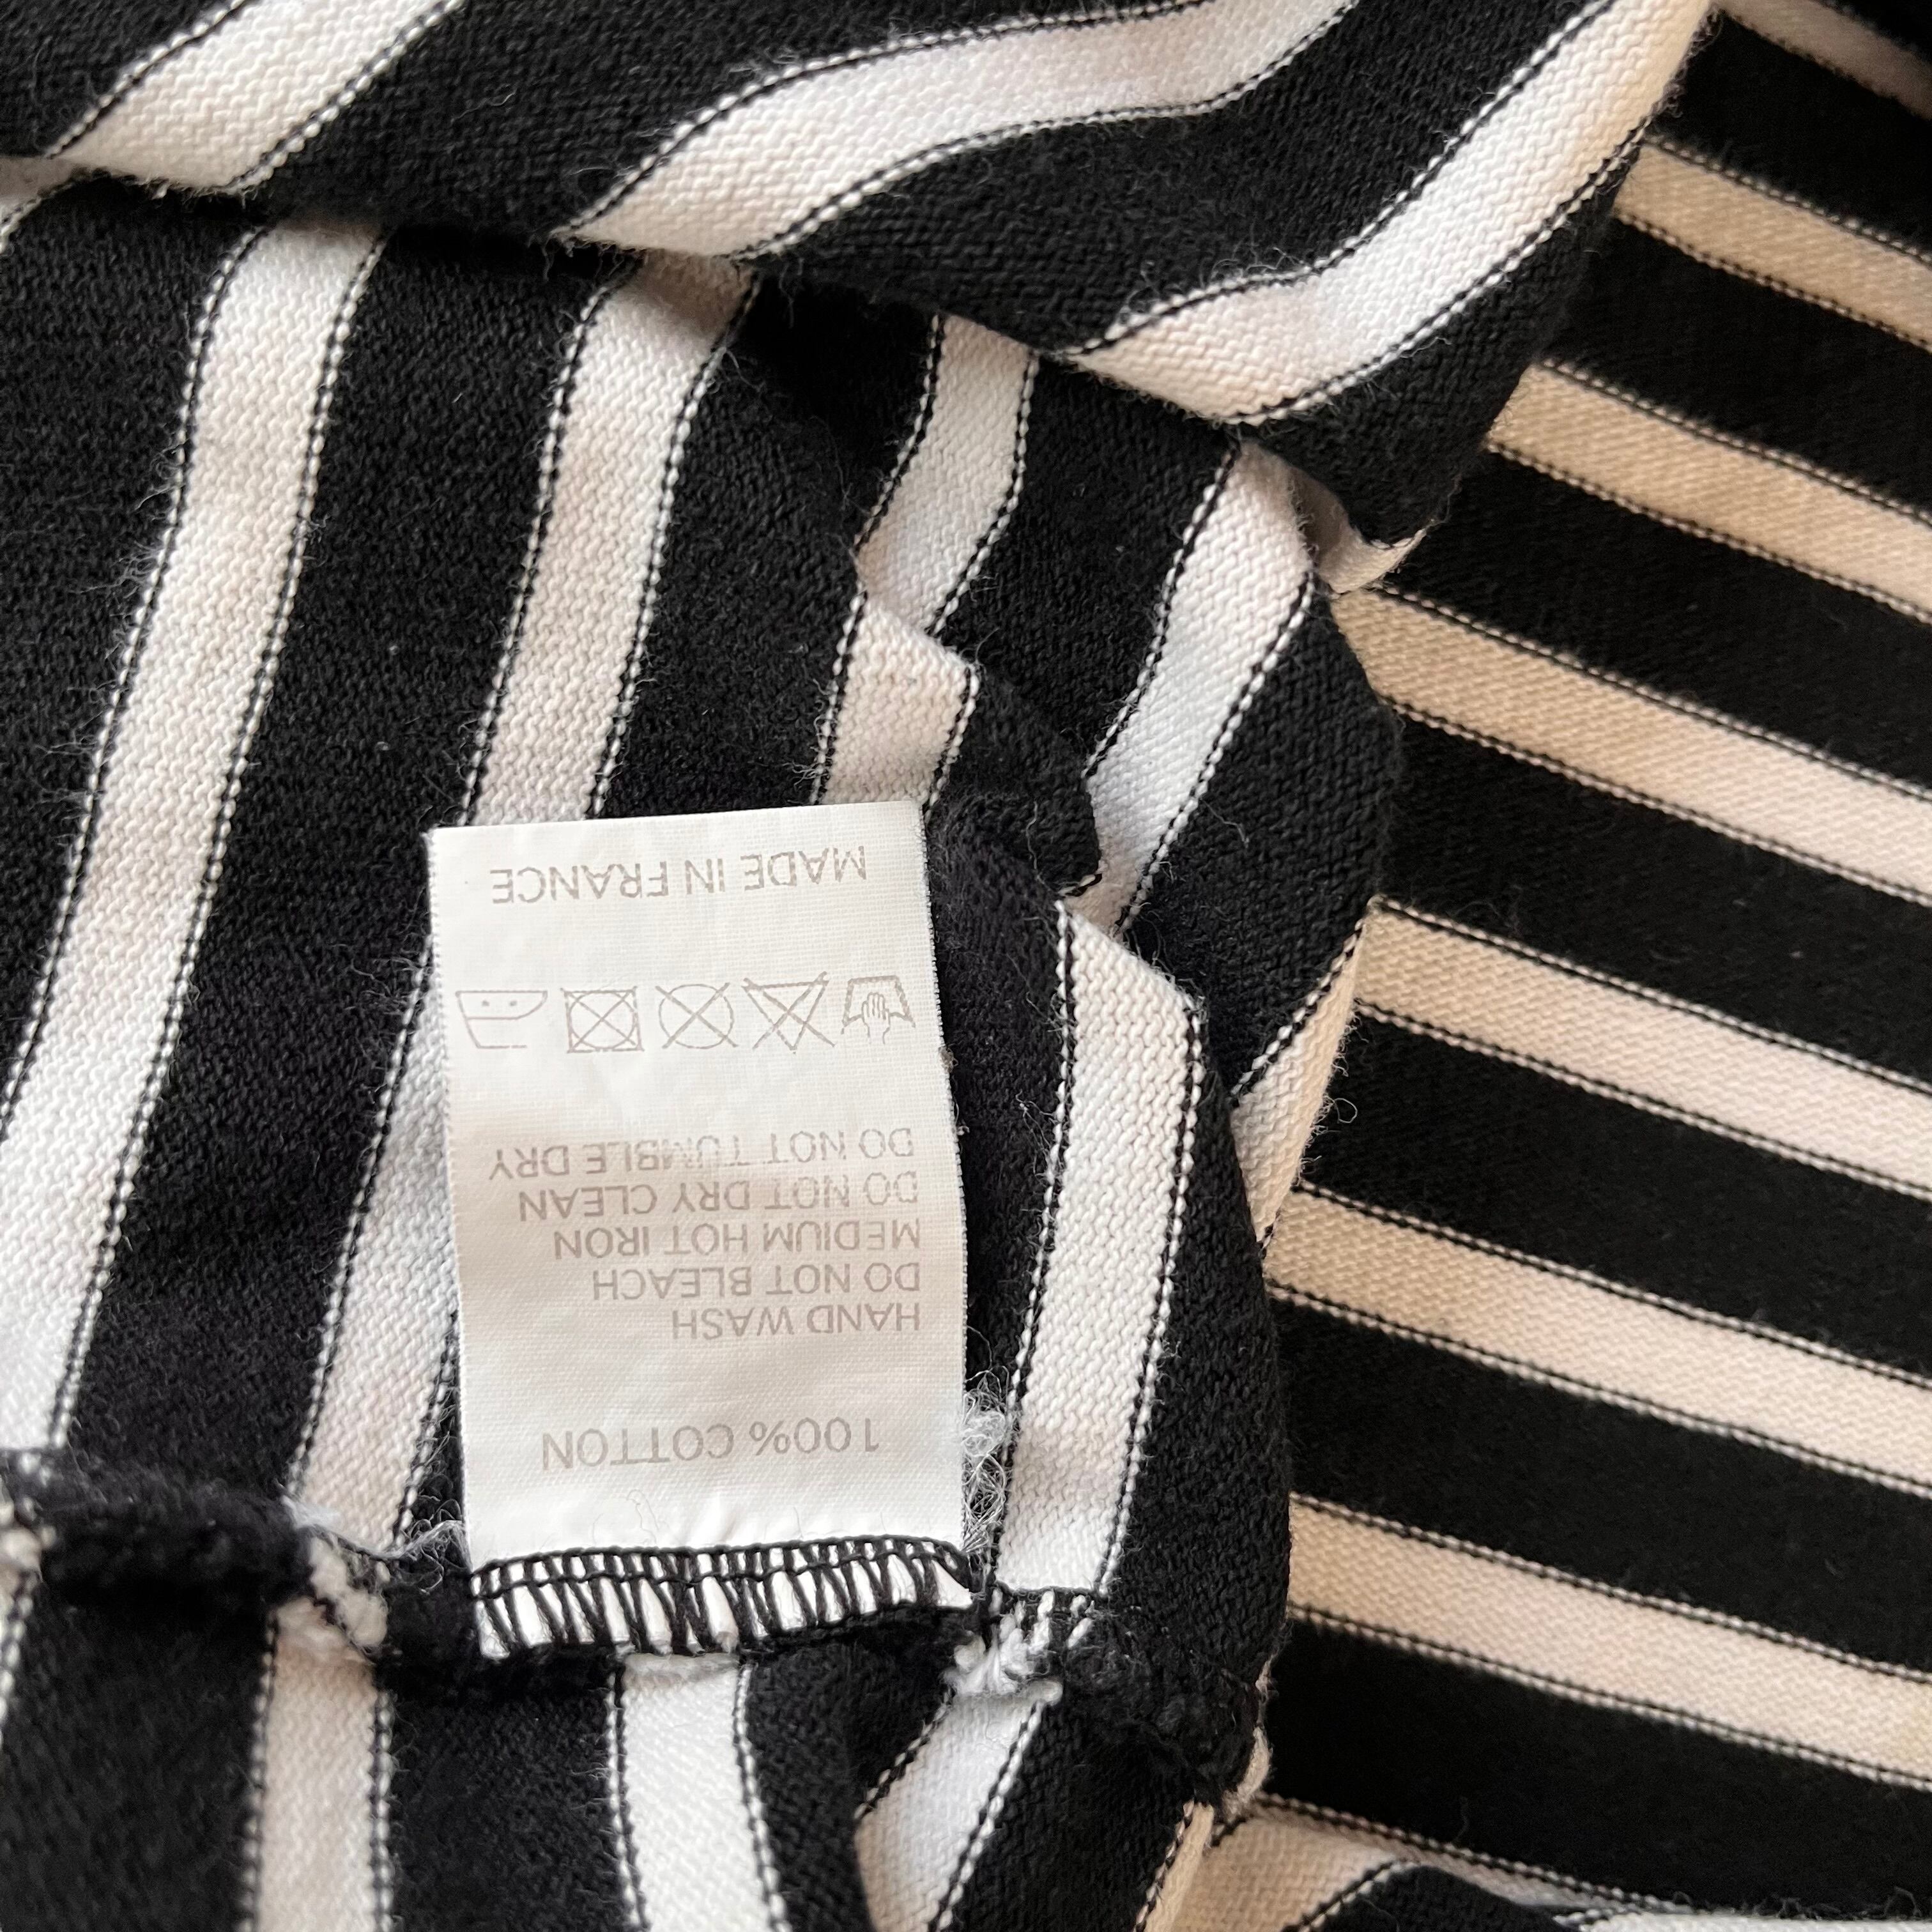 100% COTTON
HAND WASH
DO NOT BLEACH
MEDIUM HOT IRON
DO NOT DRY CLEAN
DO NOT TUMBLE DRY
MADE IN FRANCE